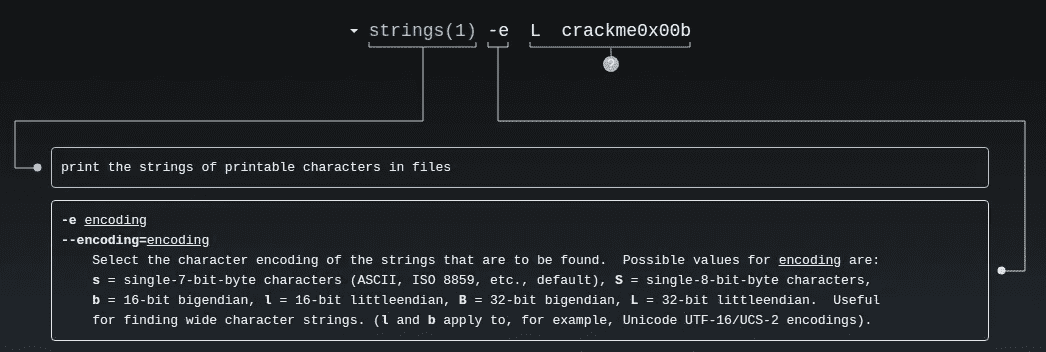 strings(1) -e L crackme0x00b
?
print the strings of printable characters in files
-e encoding
--encoding=encoding
Select the character encoding of the strings that are to be found. Possible values for encoding are:
s = single-7-bit-byte characters (ASCII, ISO 8859, etc., default), S = single-8-bit-byte characters,
b = 16-bit bigendian, l = 16-bit littleendian, B = 32-bit bigendian, L = 32-bit littleendian. Useful
for finding wide character strings. (l and b apply to, for example, Unicode UTF-16/UCS-2 encodings).